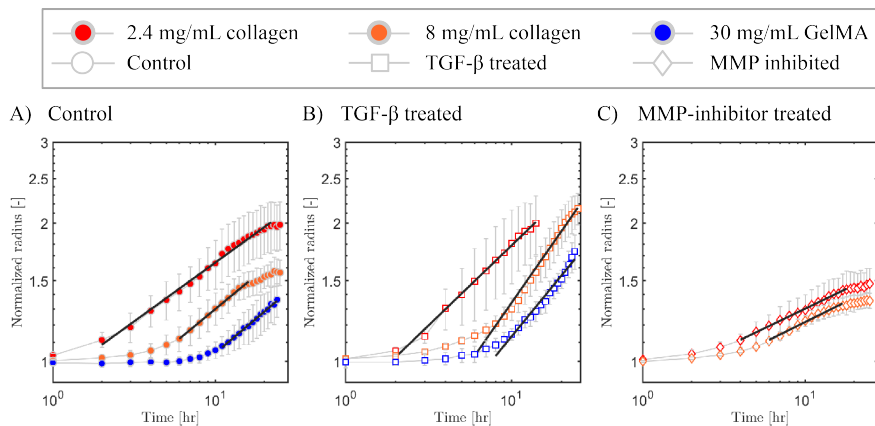 2.4 mg/mL collagen 8 mg/mL collagen 30 mg/mL GelMA
Control TGF-β treated MMP inhibited
A) Control B) TGF-β treated C) MMP-inhibitor treated
3 3 3
2.5 2.5 2.5
2 2 2
1.5 1.5 1.5
1 1 1
Normalized radius [-] Normalized radius [-] Normalized radius [-]
10⁰ 10¹ 10⁰ 10¹ 10⁰ 10¹
Time [hr] Time [hr] Time [hr]